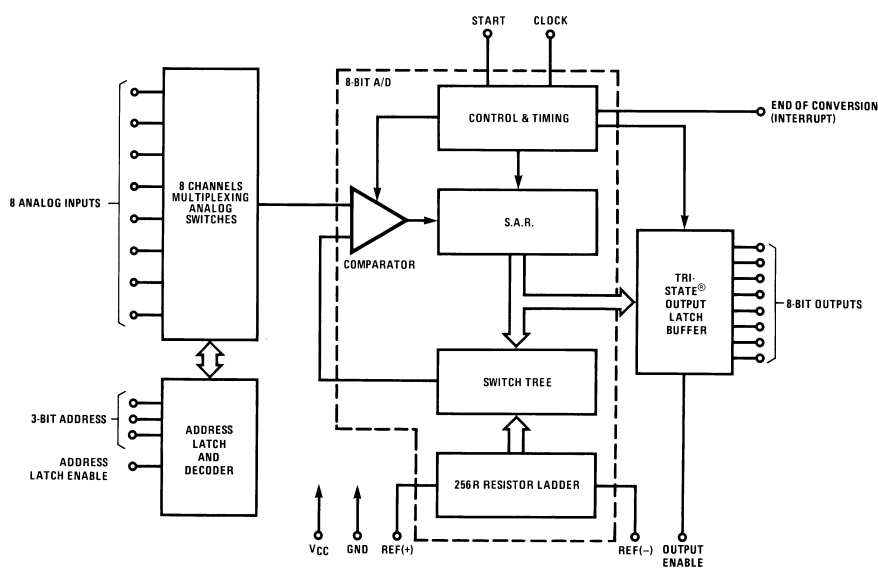 START
CLOCK
8-BIT A/D
END OF CONVERSION
(INTERRUPT)
CONTROL & TIMING
8 ANALOG INPUTS
8 CHANNELS
MULTIPLEXING
ANALOG
SWITCHES
S.A.R.
COMPARATOR
TRI-
STATE®
OUTPUT
LATCH
BUFFER
8-BIT OUTPUTS
SWITCH TREE
3-BIT ADDRESS
ADDRESS
LATCH ENABLE
ADDRESS
LATCH
AND
DECODER
256R RESISTOR LADDER
VCC
GND
REF(+)
REF(−)
OUTPUT
ENABLE